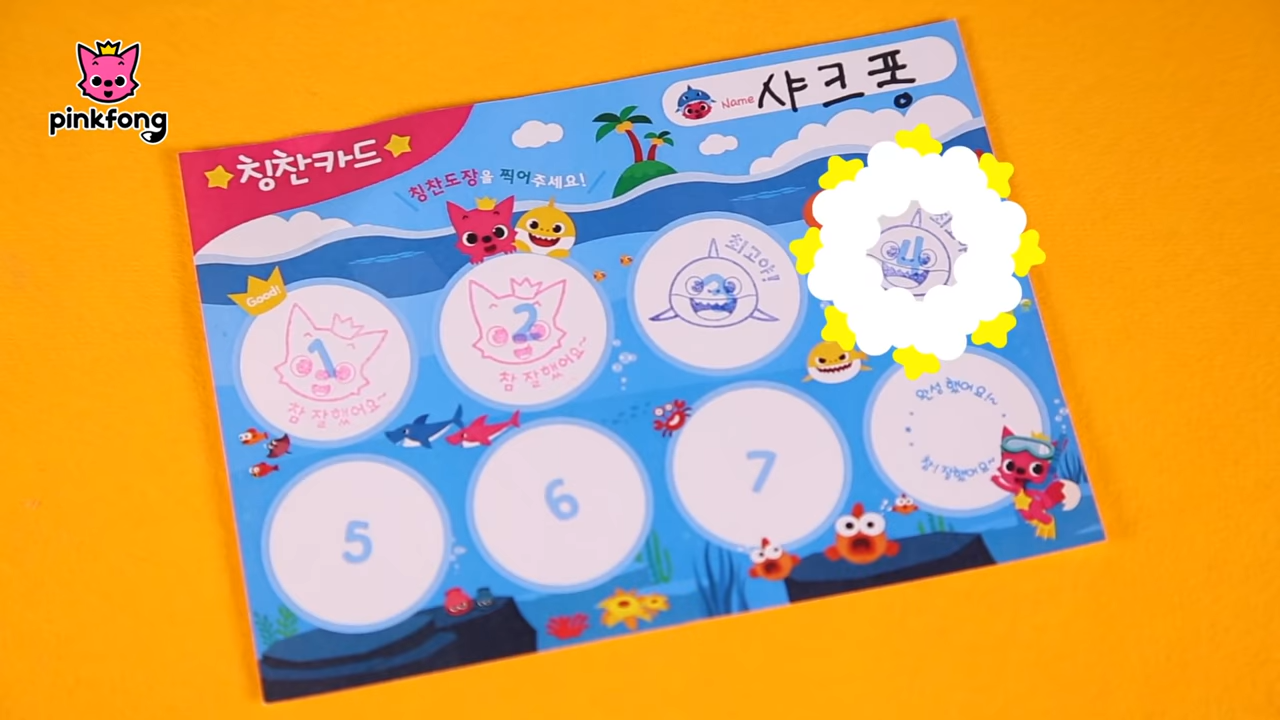 pinkfong
Name 샤크퐁
칭찬카드
칭찬도장을 찍어주세요!
Good!
1
참 잘했어요~
2
참 잘했어요~
최고야!
4
5
6
7
완성했어요!~
참! 잘했어요~